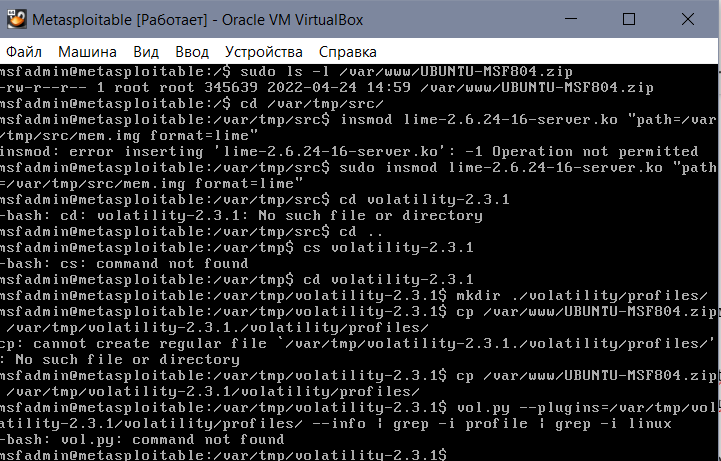 Metasploitable [Работает] - Oracle VM VirtualBox
Файл Машина Вид Ввод Устройства Справка
msfadmin@metasploitable:/$ sudo ls -l /var/www/UBUNTU-MSF804.zip
-rw-r--r-- 1 root root 345639 2022-04-24 14:59 /var/www/UBUNTU-MSF804.zip
msfadmin@metasploitable:/$ cd /var/tmp/src/
msfadmin@metasploitable:/var/tmp/src$ insmod lime-2.6.24-16-server.ko "path=/var
/tmp/src/mem.img format=lime"
insmod: error inserting 'lime-2.6.24-16-server.ko': -1 Operation not permitted
msfadmin@metasploitable:/var/tmp/src$ sudo insmod lime-2.6.24-16-server.ko "path
=/var/tmp/src/mem.img format=lime"
msfadmin@metasploitable:/var/tmp/src$ cd volatility-2.3.1
-bash: cd: volatility-2.3.1: No such file or directory
msfadmin@metasploitable:/var/tmp/src$ cd ..
msfadmin@metasploitable:/var/tmp$ cs volatility-2.3.1
-bash: cs: command not found
msfadmin@metasploitable:/var/tmp$ cd volatility-2.3.1
msfadmin@metasploitable:/var/tmp/volatility-2.3.1$ mkdir ./volatility/profiles/
msfadmin@metasploitable:/var/tmp/volatility-2.3.1$ cp /var/www/UBUNTU-MSF804.zip
 /var/tmp/volatility-2.3.1./volatility/profiles/
cp: cannot create regular file `/var/tmp/volatility-2.3.1./volatility/profiles/'
: No such file or directory
msfadmin@metasploitable:/var/tmp/volatility-2.3.1$ cp /var/www/UBUNTU-MSF804.zip
 /var/tmp/volatility-2.3.1/volatility/profiles/
msfadmin@metasploitable:/var/tmp/volatility-2.3.1$ vol.py --plugins=/var/tmp/vol
atility-2.3.1/volatility/profiles/ --info | grep -i profile | grep -i linux
-bash: vol.py: command not found
msfadmin@metasploitable:/var/tmp/volatility-2.3.1$